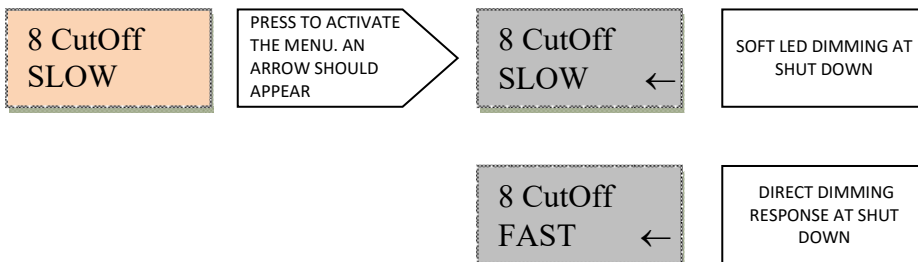 8 CutOff
SLOW
PRESS TO ACTIVATE
THE MENU. AN
ARROW SHOULD
APPEAR
8 CutOff
SLOW ←
SOFT LED DIMMING AT
SHUT DOWN
8 CutOff
FAST ←
DIRECT DIMMING
RESPONSE AT SHUT
DOWN